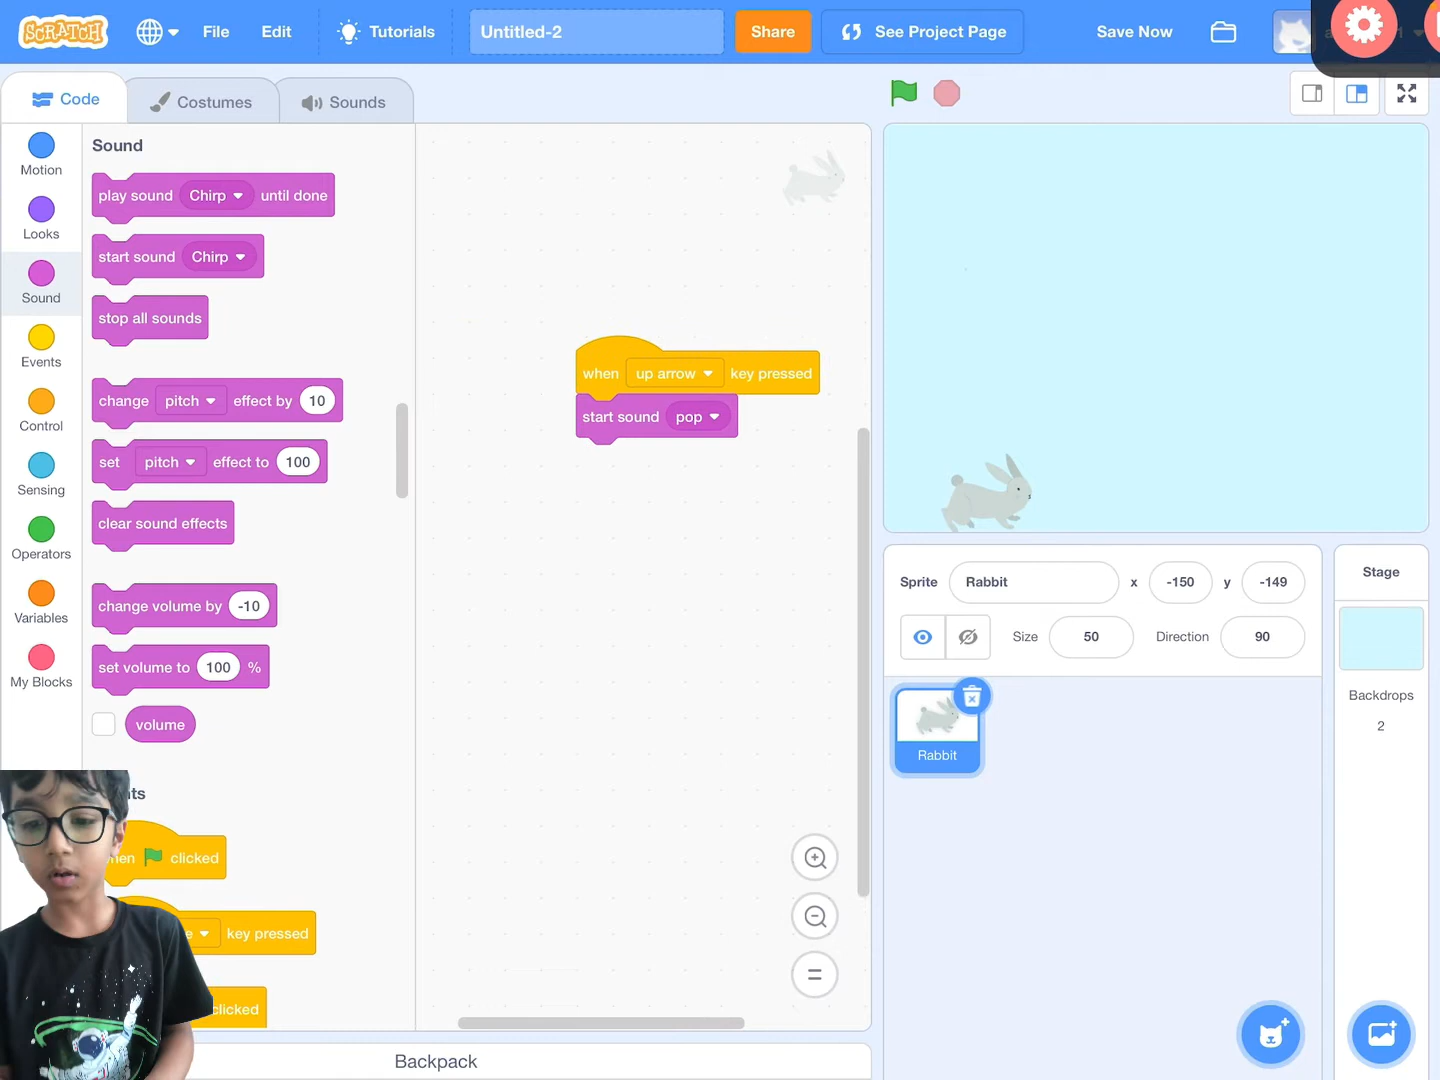 SCRATCH
File
Edit
Tutorials
Untitled-2
Share
See Project Page
Save Now
Code
Costumes
Sounds
Motion
Looks
Sound
Events
Control
Sensing
Operators
Variables
My Blocks
Sound
play sound Chirp until done
start sound Chirp
stop all sounds
change pitch effect by 10
set pitch effect to 100
clear sound effects
change volume by -10
set volume to 100 %
volume
clicked
key pressed
clicked
when up arrow key pressed
start sound pop
Backpack
Sprite Rabbit x -150 y -149
Size 50 Direction 90
Rabbit
Stage
Backdrops
2